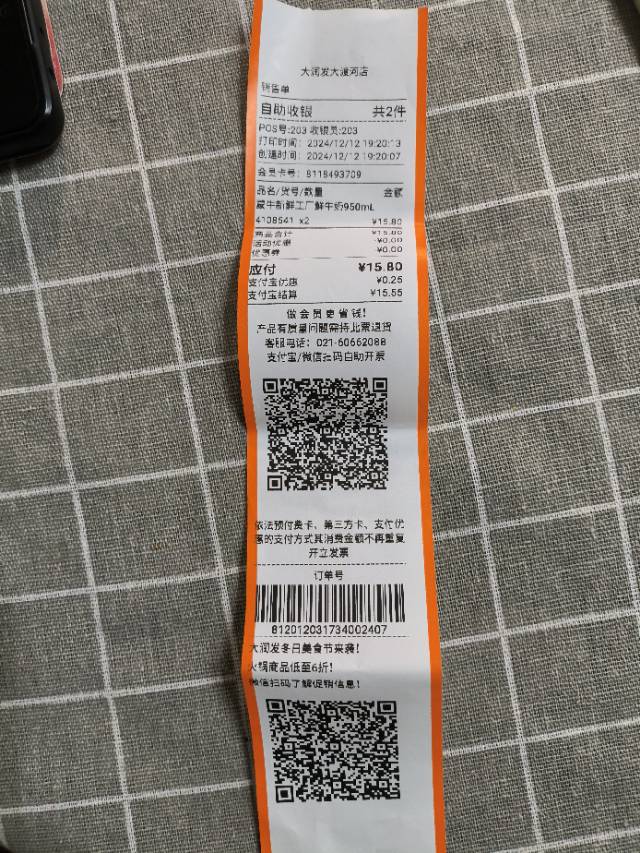 大润发大渡河店
销售单
自助收银 共2件
POS号:203 收银员:203
打印时间: 2024/12/12 19:20:13
创建时间: 2024/12/12 19:20:07
会员卡号: 8118493709
品名/货号/数量 金额
蒙牛新鲜工厂鲜牛奶950mL
4108541 x2 ¥15.80
商品合计 ¥15.80
活动优惠 -¥0.00
优惠券 -¥0.00
应付 ¥15.80
支付宝优惠 ¥0.25
支付宝结算 ¥15.55
做会员更省钱!
产品有质量问题需持此票退货
客服电话: 021-60662088
支付宝/微信扫码自助开票
依法预付费卡、第三方卡、支付优
惠的支付方式其消费金额不再重复
开立发票
订单号
812012031734002407
大润发冬日美食节来袭!
火锅商品低至6折!
微信扫码了解促销信息!